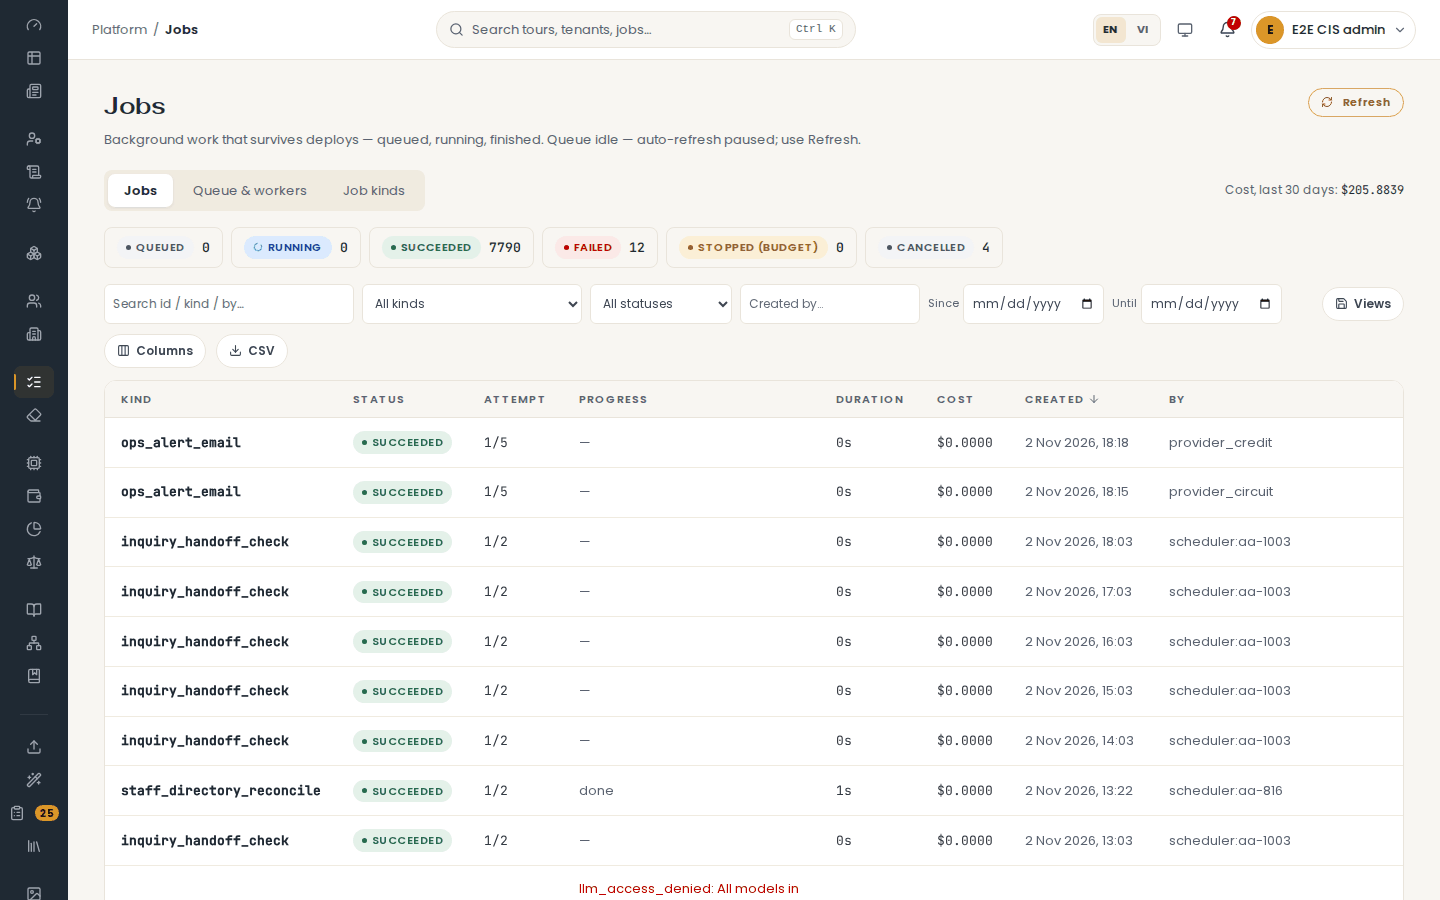 Platform / Jobs
Search tours, tenants, jobs...
Ctrl K
EN
VI
7
E
E2E CIS admin
Jobs
Refresh
Background work that survives deploys — queued, running, finished. Queue idle — auto-refresh paused; use Refresh.
Jobs
Queue & workers
Job kinds
Cost, last 30 days: $205.8839
QUEUED 0
RUNNING 0
SUCCEEDED 7790
FAILED 12
STOPPED (BUDGET) 0
CANCELLED 4
Search id / kind / by...
All kinds
All statuses
Created by...
Since mm/dd/yyyy
Until mm/dd/yyyy
Views
Columns
CSV
KIND STATUS ATTEMPT PROGRESS DURATION COST CREATED ↓ BY
ops_alert_email SUCCEEDED 1/5 — 0s $0.0000 2 Nov 2026, 18:18 provider_credit
ops_alert_email SUCCEEDED 1/5 — 0s $0.0000 2 Nov 2026, 18:15 provider_circuit
inquiry_handoff_check SUCCEEDED 1/2 — 0s $0.0000 2 Nov 2026, 18:03 scheduler:aa-1003
inquiry_handoff_check SUCCEEDED 1/2 — 0s $0.0000 2 Nov 2026, 17:03 scheduler:aa-1003
inquiry_handoff_check SUCCEEDED 1/2 — 0s $0.0000 2 Nov 2026, 16:03 scheduler:aa-1003
inquiry_handoff_check SUCCEEDED 1/2 — 0s $0.0000 2 Nov 2026, 15:03 scheduler:aa-1003
inquiry_handoff_check SUCCEEDED 1/2 — 0s $0.0000 2 Nov 2026, 14:03 scheduler:aa-1003
staff_directory_reconcile SUCCEEDED 1/2 done 1s $0.0000 2 Nov 2026, 13:22 scheduler:aa-816
inquiry_handoff_check SUCCEEDED 1/2 — 0s $0.0000 2 Nov 2026, 13:03 scheduler:aa-1003
llm_access_denied: All models in
25